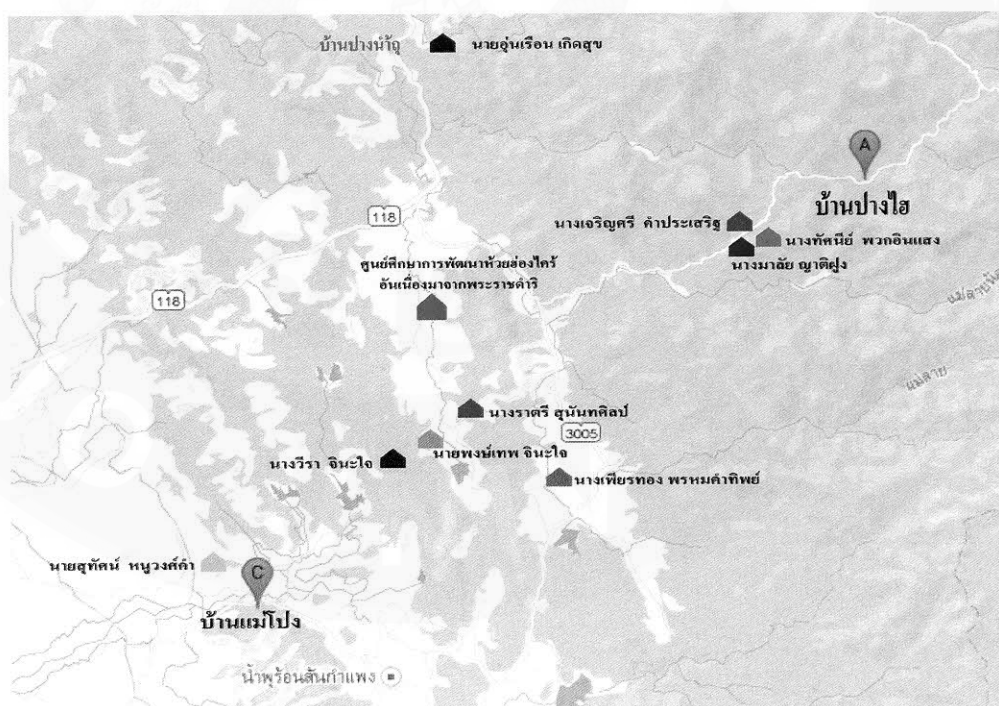 บ้านปางน้ำถุ
นายอุ่นเรือน เกิดสุข
A
บ้านปางไฮ
118
นางเจริญศรี คำประเสริฐ
นางทัศนีย์ พวกอินแสง
นางมาลัย ญาติฝูง
ศูนย์ศึกษาการพัฒนาห้วยฮ่องไคร้
อันเนื่องมาจากพระราชดำริ
118
แม่ลาย
นางราตรี สุนันทศิลป์
3005
นายพงษ์เทพ จินะใจ
นางวีรา จินะใจ
นางเพียรทอง พรหมคำทิพย์
นายสุทัศน์ หนูวงศ์คำ
C
บ้านแม่โปง
น้ำพุร้อนสันกำแพง